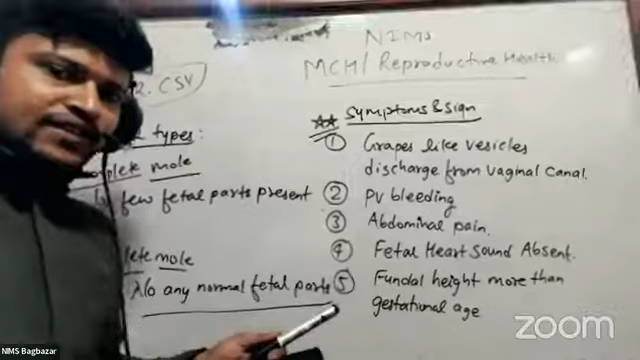 NIMS
MCH/ Reproductive Health
2. CSV
types:
mole
few fetal parts present
mole
any normal fetal parts
Symptoms & sign
① Grapes like vesicles
discharge from vaginal canal.
② PV bleeding
③ Abdominal pain.
④ Fetal Heart Sound Absent.
⑤ Fundal height more than
gestational age
zoom
NIMS Bagbazar